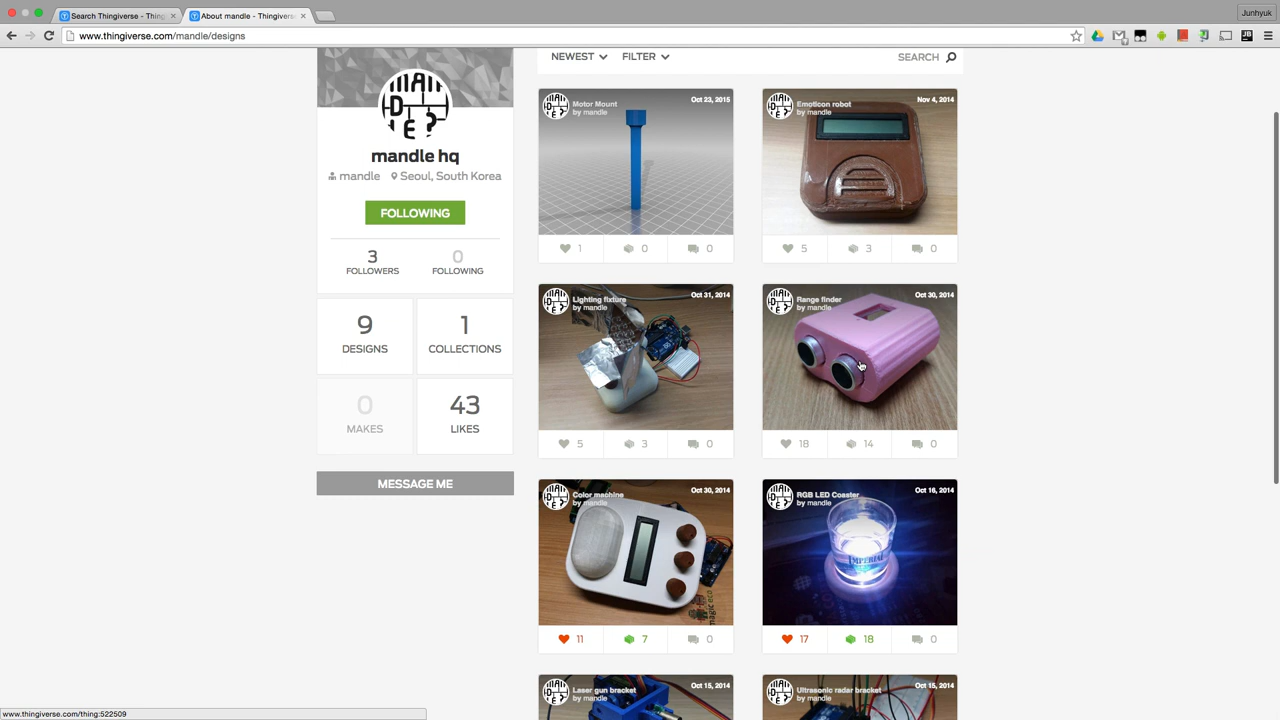 Search Thingiverse - Thing
About mandle - Thingivers
Junhyuk
www.thingiverse.com/mandle/designs
MAN
D LE?
mandle hq
mandle Seoul, South Korea
FOLLOWING
3 0
FOLLOWERS FOLLOWING
9 1
DESIGNS COLLECTIONS
0 43
MAKES LIKES
MESSAGE ME
NEWEST FILTER SEARCH
Motor Mount Oct 23, 2015
by mandle
1 0 0
Emoticon robot Nov 4, 2014
by mandle
5 3 0
Lighting fixture Oct 31, 2014
by mandle
5 3 0
Range finder Oct 30, 2014
by mandle
18 14 0
Color machine Oct 30, 2014
by mandle
magic eco
11 7 0
RGB LED Coaster Oct 16, 2014
by mandle
IMPERIAL
17 18 0
Laser gun bracket Oct 15, 2014
by mandle
Ultrasonic radar bracket Oct 15, 2014
by mandle
www.thingiverse.com/thing:522509